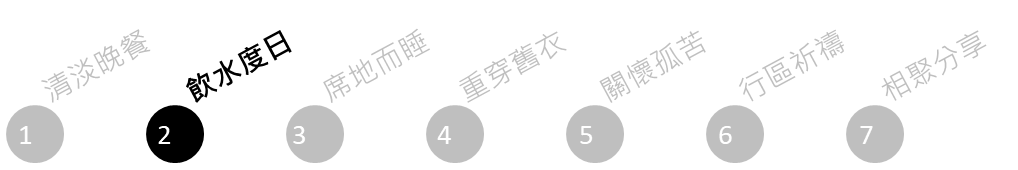 清淡晚餐
飲水度日
席地而睡
重穿舊衣
關懷孤苦
行區祈禱
相聚分享
1 2 3 4 5 6 7